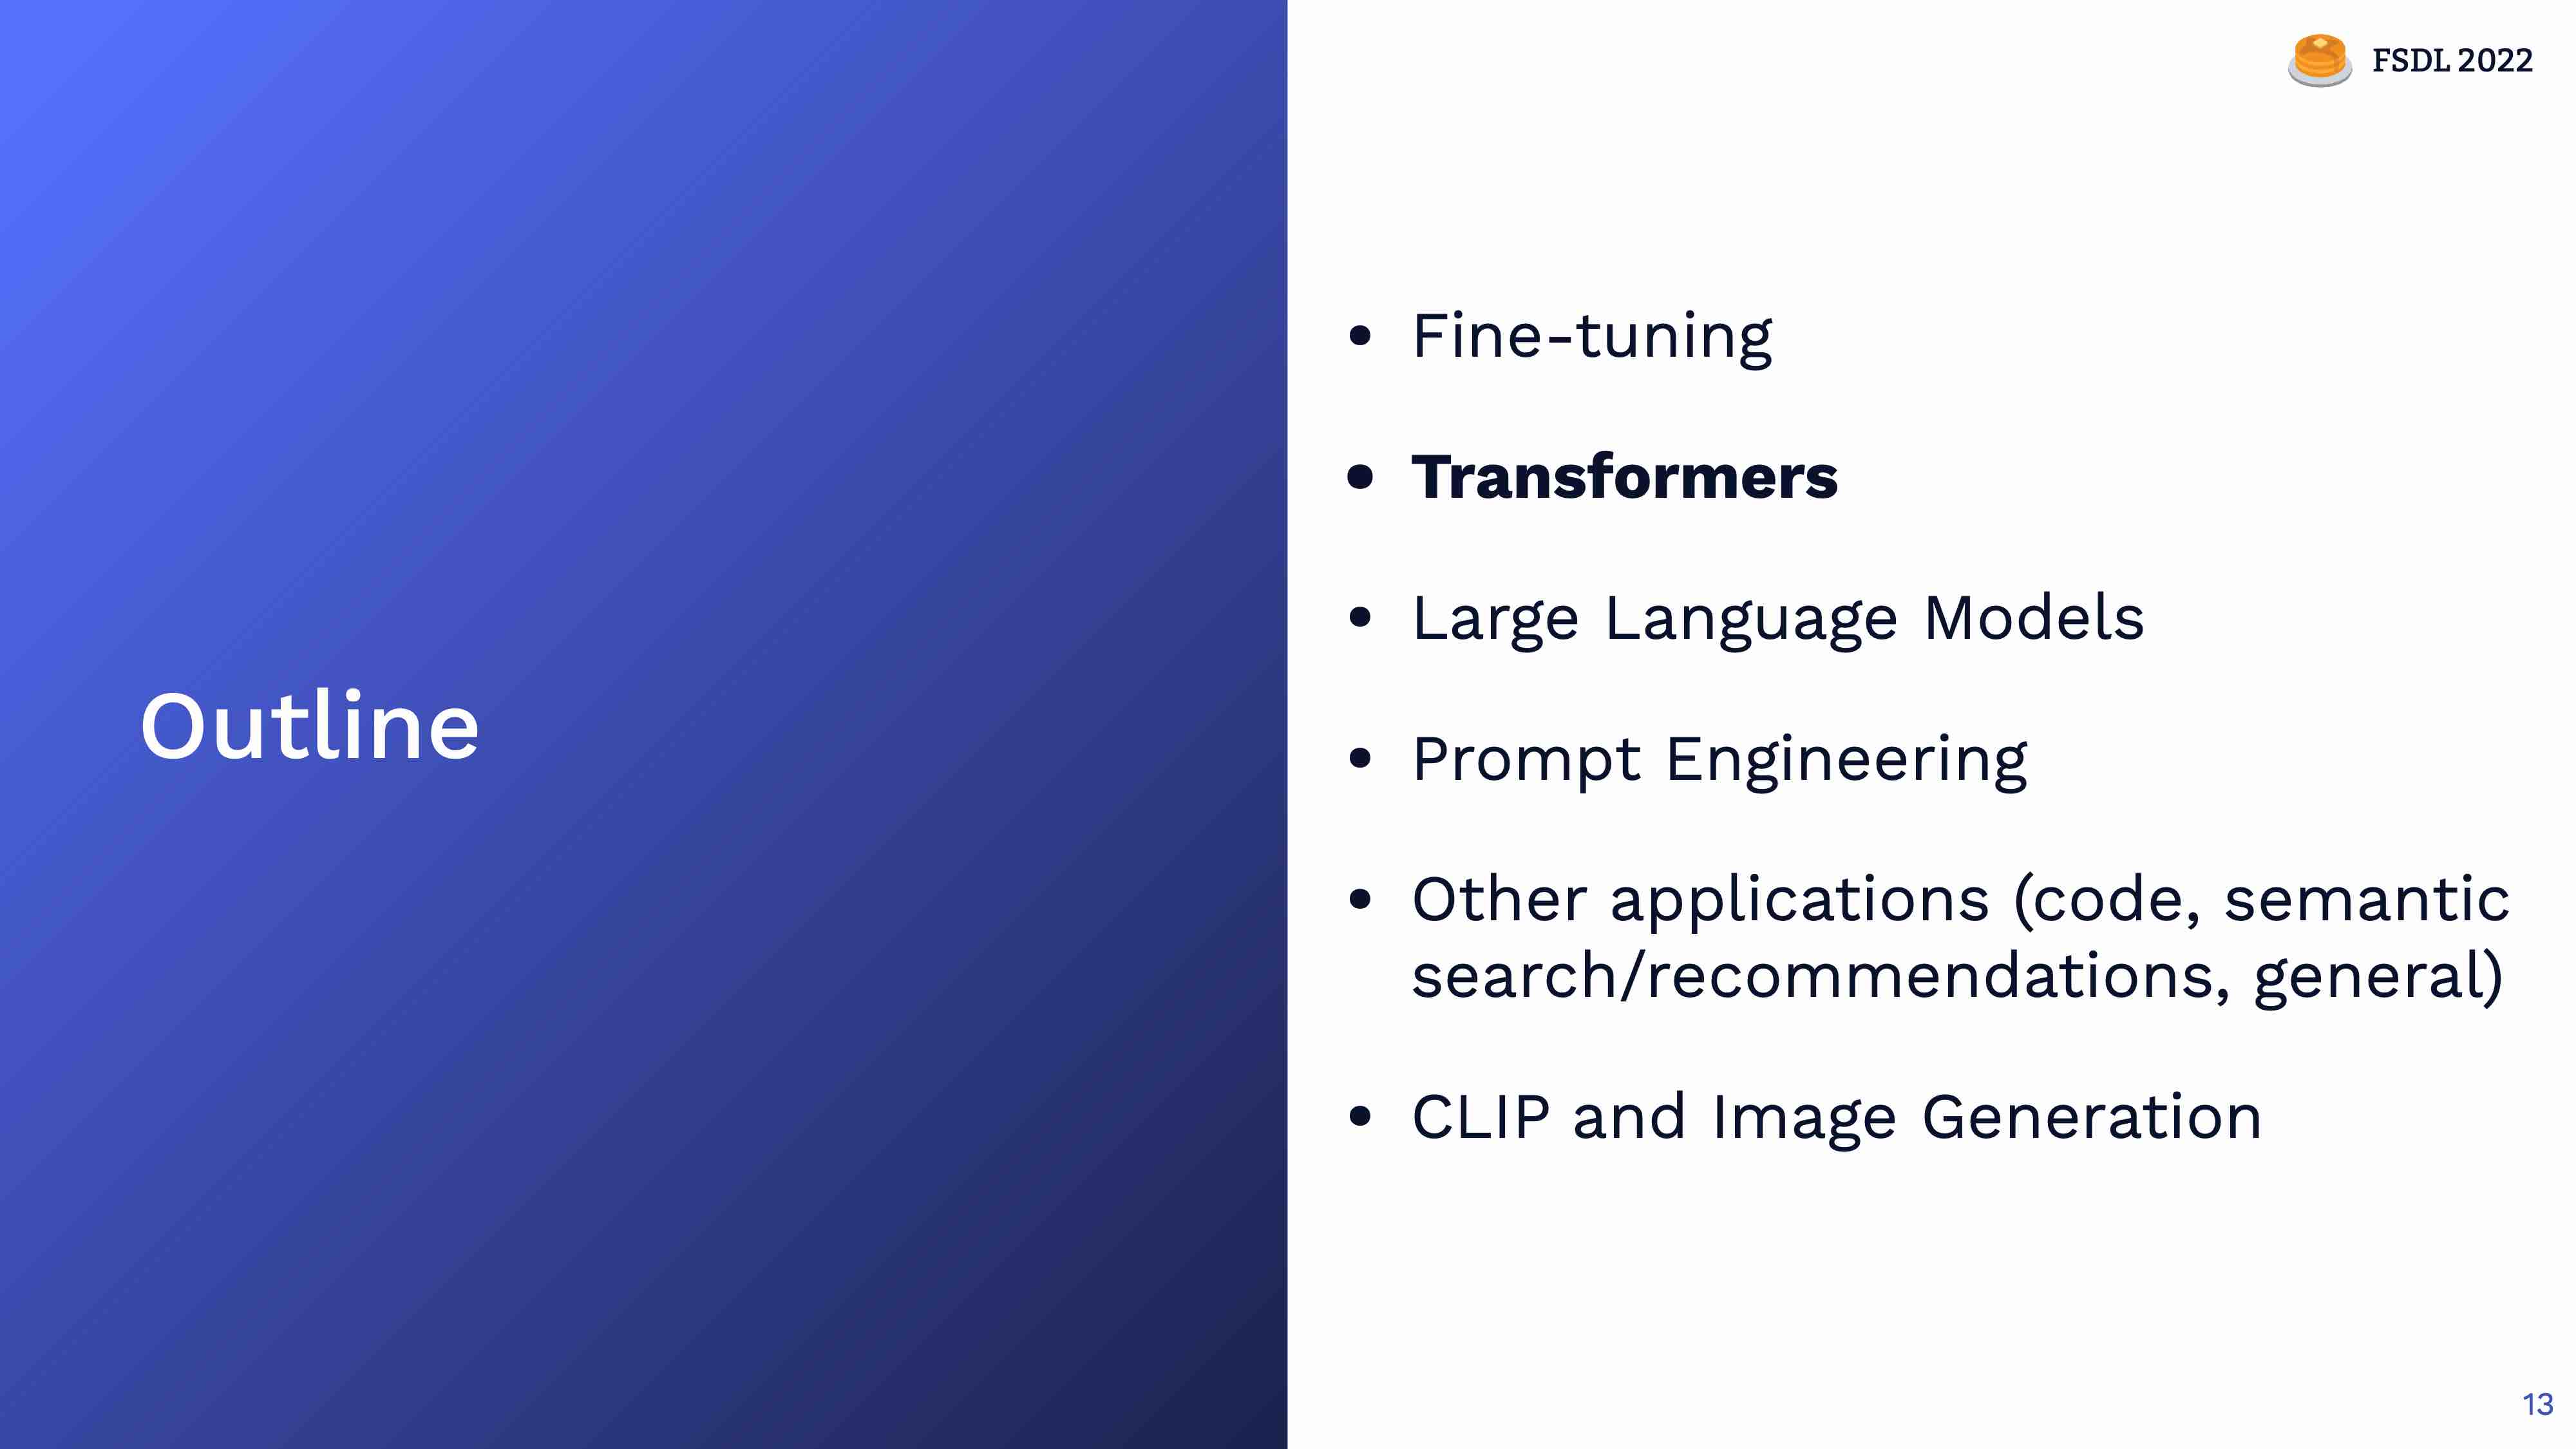 FSDL 2022
Outline
• Fine-tuning
• Transformers
• Large Language Models
• Prompt Engineering
• Other applications (code, semantic
search/recommendations, general)
• CLIP and Image Generation
13